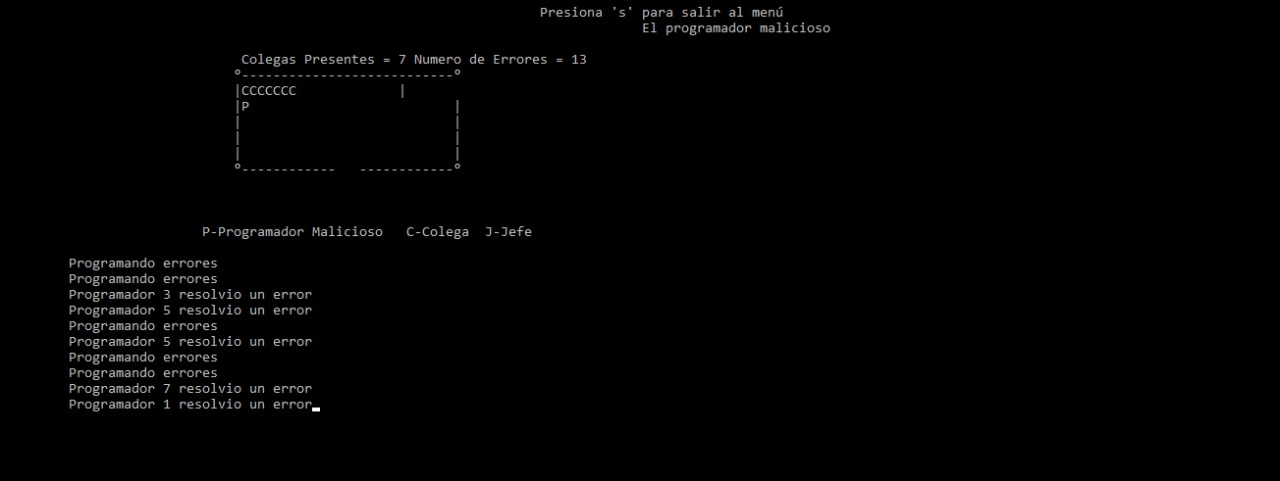 Presiona 's' para salir al menú
El programador malicioso
Colegas Presentes = 7 Numero de Errores = 13
°---------------------------°
|CCCCCCC             |
|P                          |
|                           |
|                           |
|                           |
°------------   ------------°
P-Programador Malicioso   C-Colega  J-Jefe
Programando errores
Programando errores
Programador 3 resolvio un error
Programador 5 resolvio un error
Programando errores
Programador 5 resolvio un error
Programando errores
Programando errores
Programador 7 resolvio un error
Programador 1 resolvio un error